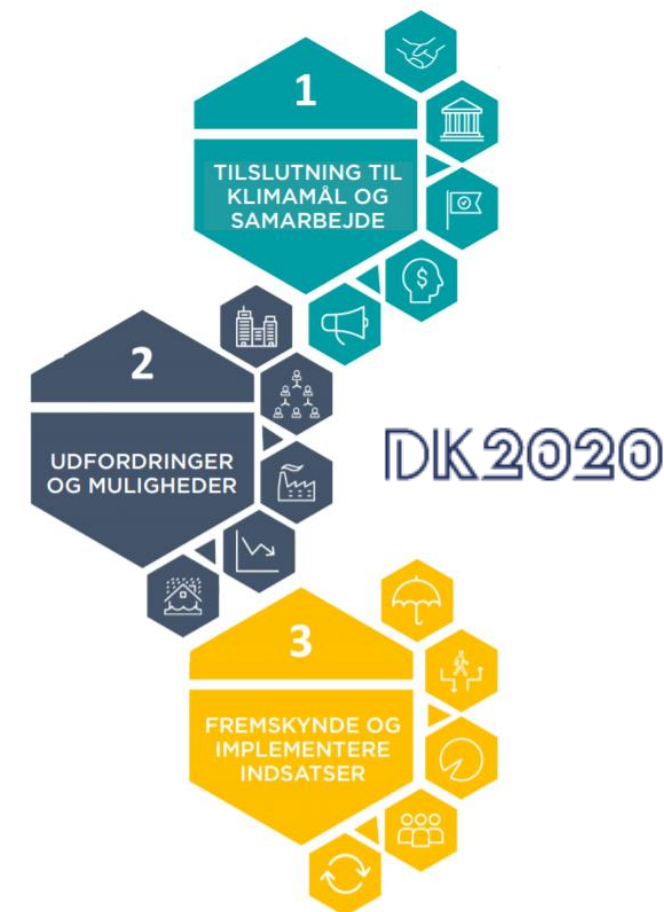 1
TILSLUTNING TIL
KLIMAMÅL OG
SAMARBEJDE
$
2
UDFORDRINGER
OG MULIGHEDER
DK2020
3
FREMSKYNDE OG
IMPLEMENTERE
INDSATSER